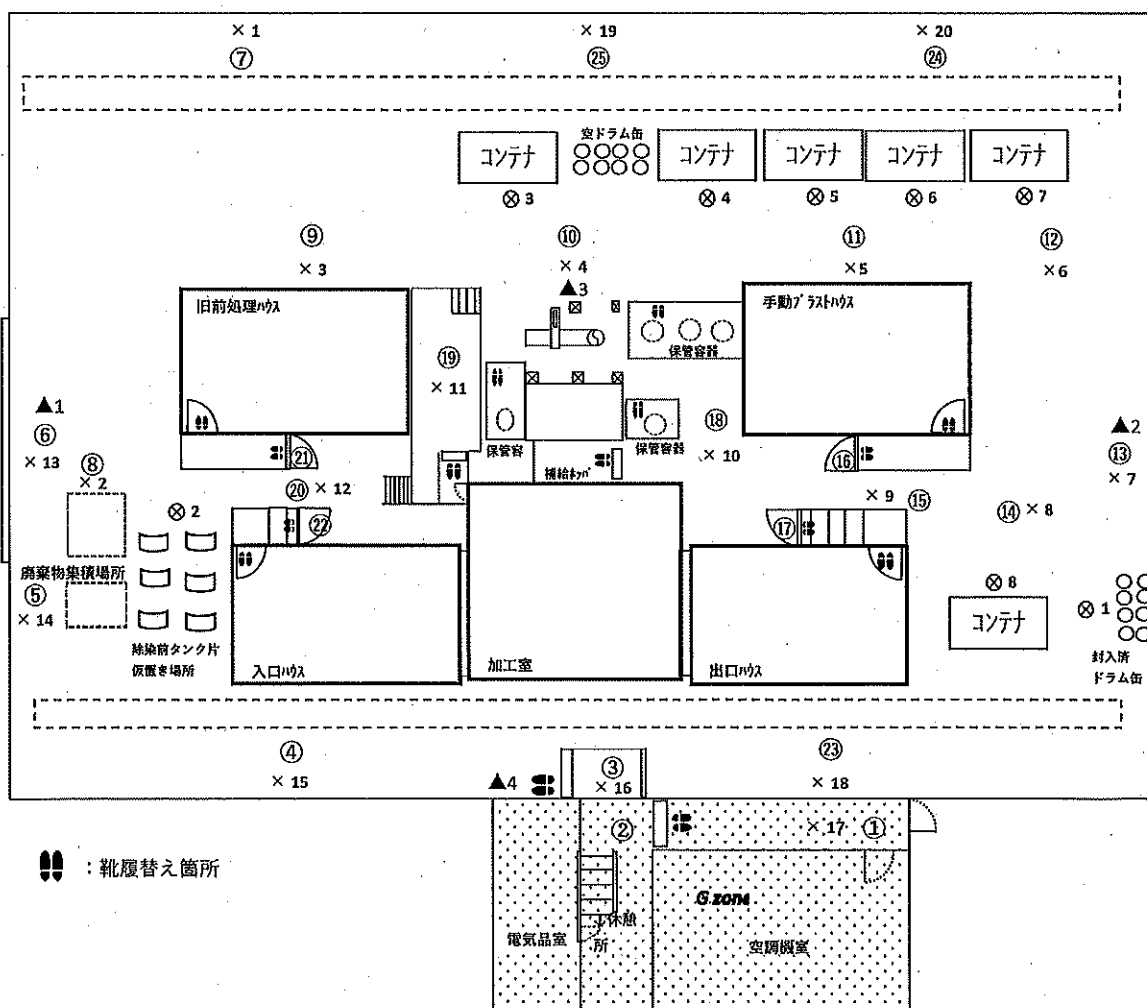 × 1
× 19
× 20
⑦
㉕
㉔
コンテナ
空ドラム缶
コンテナ
コンテナ
コンテナ
コンテナ
⊗ 3
⊗ 4
⊗ 5
⊗ 6
⊗ 7
⑨
⑩
⑪
⑫
× 3
× 4
× 5
× 6
▲3
旧前処理ハウス
手動ブラストハウス
保管容器
⑲
× 11
▲1
⑥
× 13
⑧
× 2
⑱
× 10
保管容
保管容器
補給ホッパ
▲2
⑬
× 7
㉑
⑯
⑳
× 12
× 9
⑮
⑭
× 8
⊗ 2
㉒
⑰
廃棄物集積場所
⑤
× 14
⊗ 8
コンテナ
⊗ 1
除染前タンク片
仮置き場所
封入済
ドラム缶
入口ハウス
加工室
出口ハウス
④
× 15
▲4
③
× 16
㉓
× 18
②
× 17
①
:靴履替え箇所
G zone
電気品室
休憩
所
空調機室